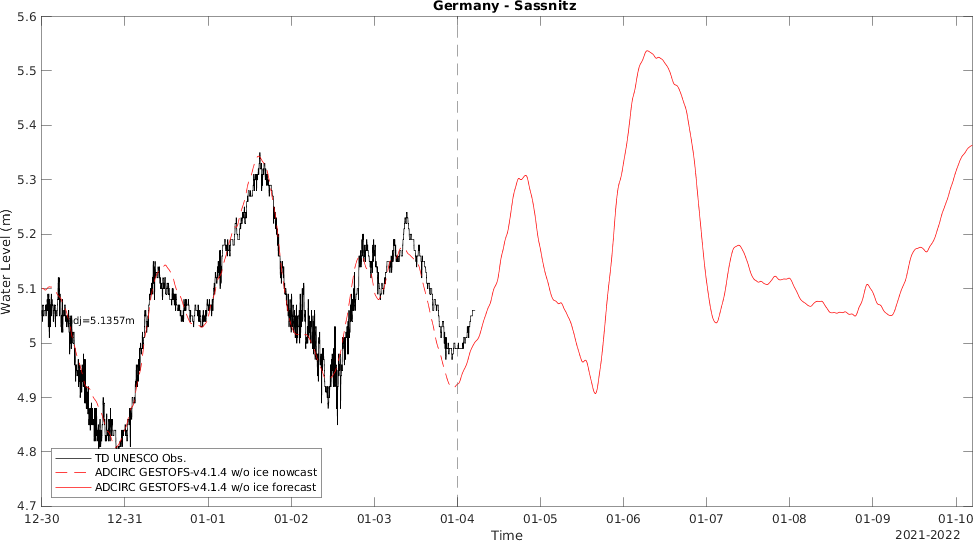 Germany - Sassnitz
5.6
5.5
5.4
5.3
5.2
5.1
5
4.9
4.8
4.7
Water Level (m)
dj=5.1357m
TD UNESCO Obs.
ADCIRC GESTOFS-v4.1.4 w/o ice nowcast
ADCIRC GESTOFS-v4.1.4 w/o ice forecast
12-30 12-31 01-01 01-02 01-03 01-04 01-05 01-06 01-07 01-08 01-09 01-10
Time
2021-2022